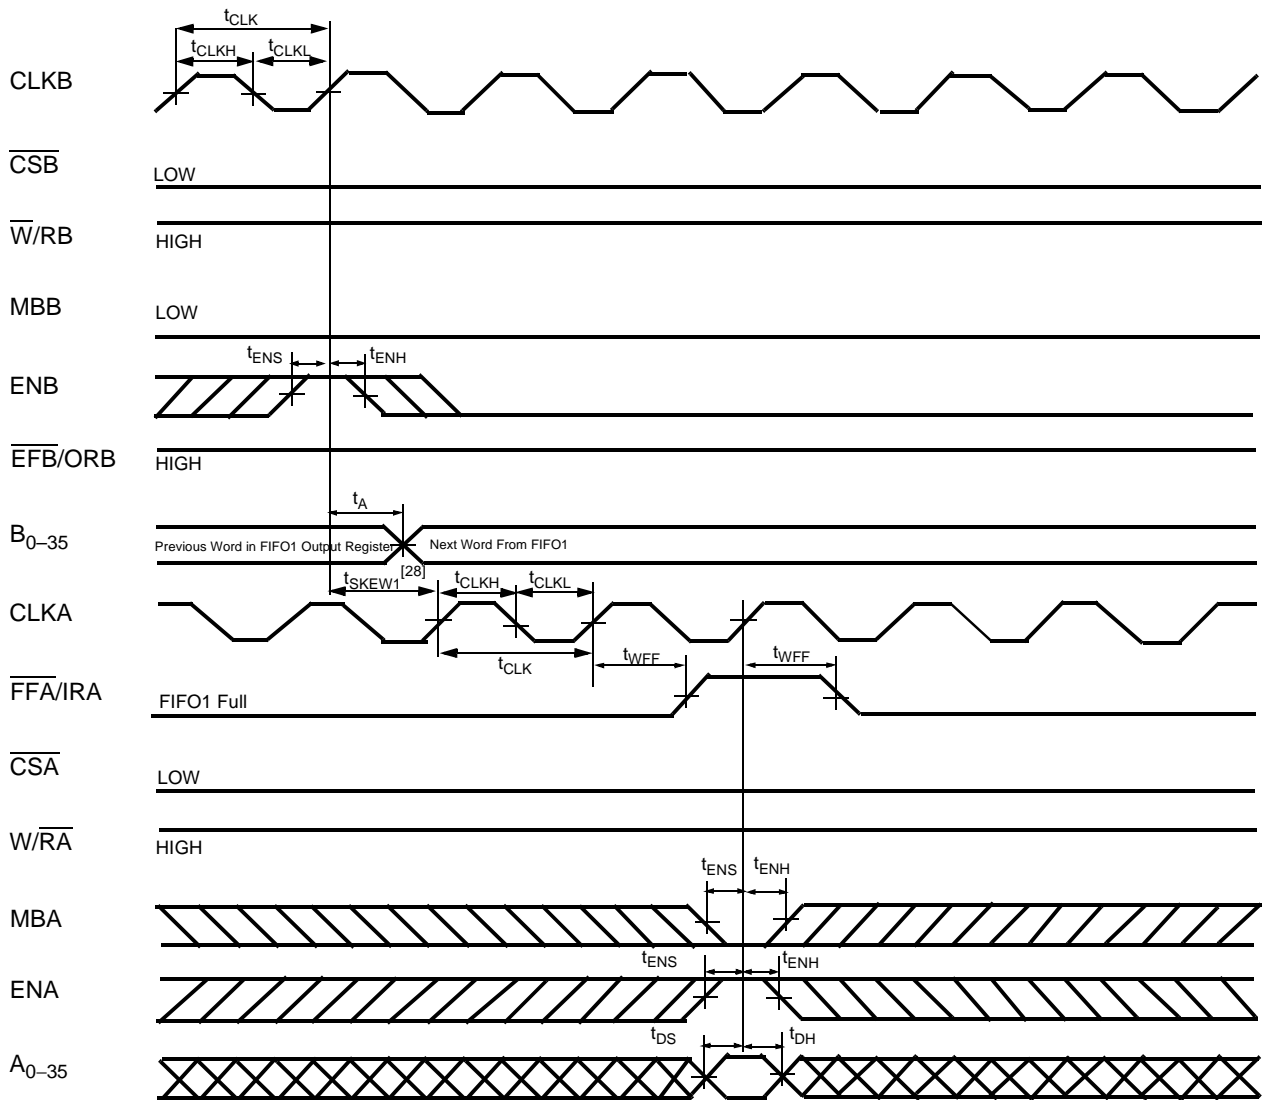 tCLK
tCLKH tCLKL
CLKB
CSB
LOW
W/RB
HIGH
MBB
LOW
tENS tENH
ENB
EFB/ORB
HIGH
tA
B0–35
Previous Word in FIFO1 Output Register Next Word From FIFO1
tSKEW1[28] tCLKH tCLKL
CLKA
tCLK tWFF tWFF
FFA/IRA
FIFO1 Full
CSA
LOW
W/RA
HIGH
tENS tENH
MBA
tENS tENH
ENA
tDS tDH
A0–35